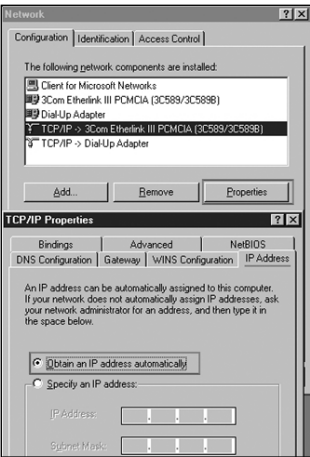 Network
Configuration Identification Access Control
The following network components are installed:
Client for Microsoft Networks
3Com Etherlink III PCMCIA (3C589/3C589B)
Dial-Up Adapter
TCP/IP -> 3Com Etherlink III PCMCIA (3C589/3C589B)
TCP/IP -> Dial-Up Adapter
Add... Remove Properties
TCP/IP Properties
Bindings Advanced NetBIOS
DNS Configuration Gateway WINS Configuration IP Address
An IP address can be automatically assigned to this computer.
If your network does not automatically assign IP addresses, ask
your network administrator for an address, and then type it in
the space below.
Obtain an IP address automatically
Specify an IP address:
IP Address:
Subnet Mask: